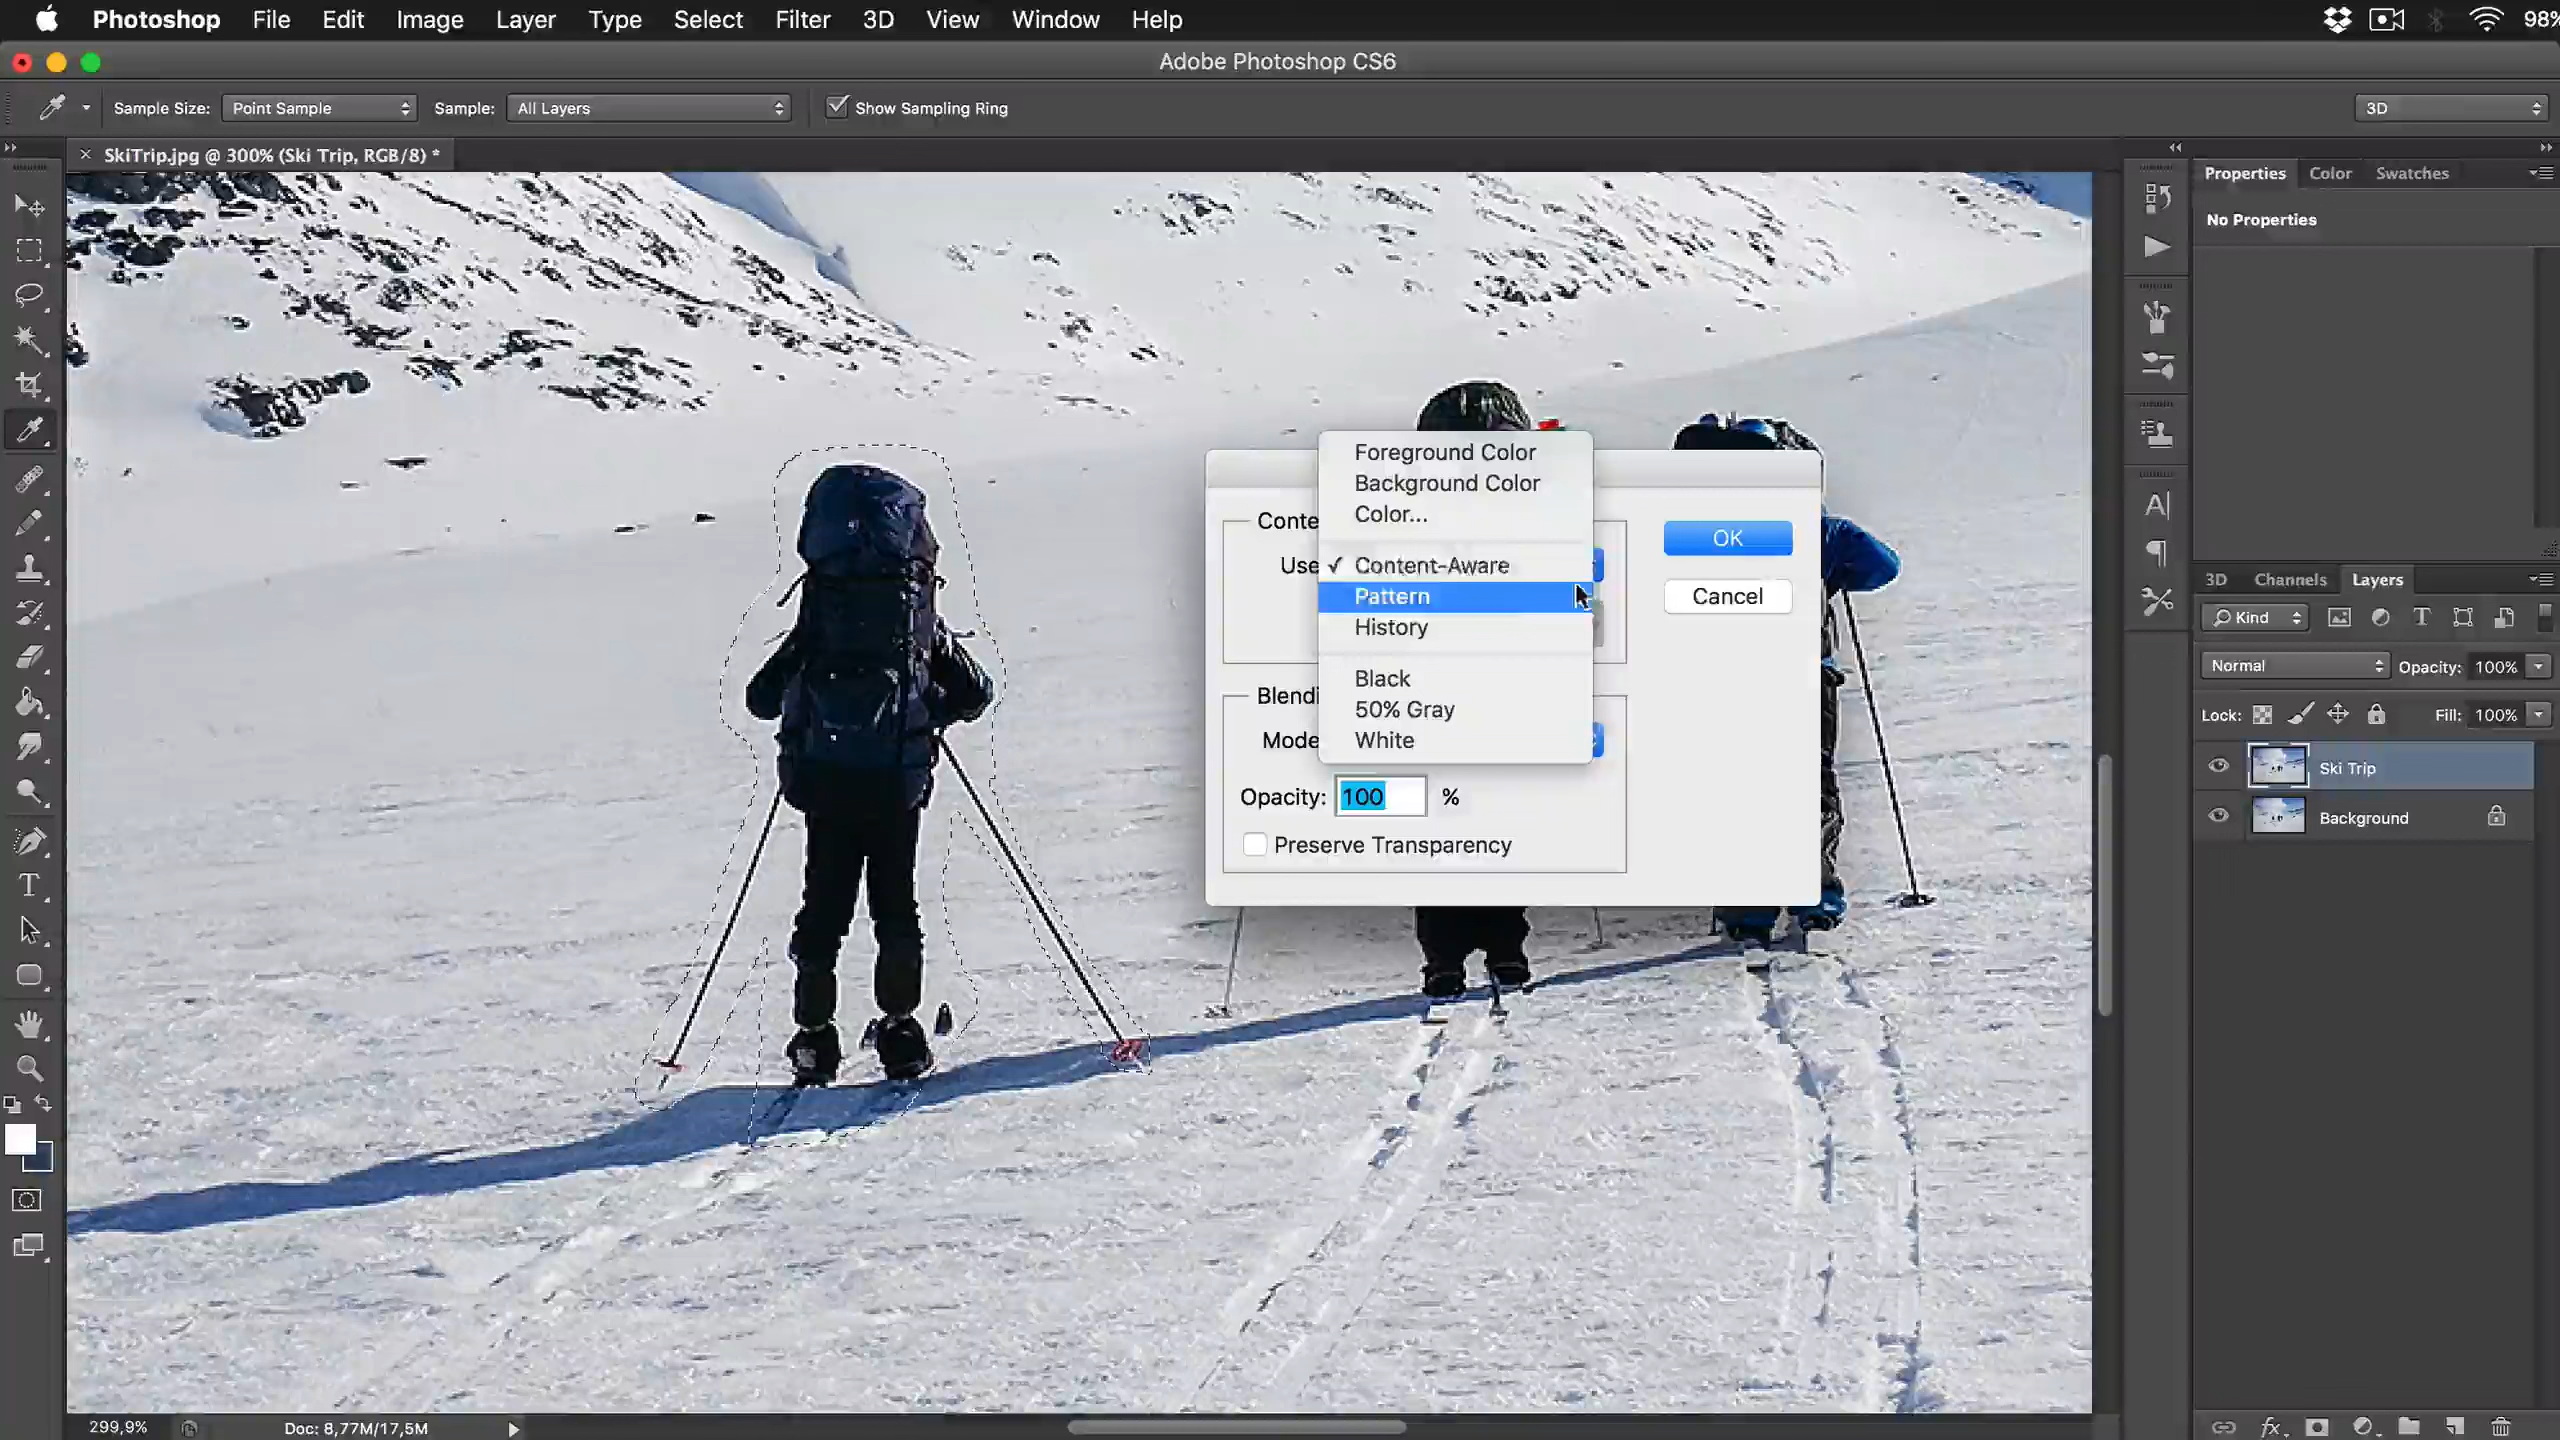 Photoshop File Edit Image Layer Type Select Filter 3D View Window Help 98%
Adobe Photoshop CS6
Sample Size: Point Sample Sample: All Layers Show Sampling Ring 3D
× SkiTrip.jpg @ 300% (Ski Trip, RGB/8) *
Properties Color Swatches
No Properties
Foreground Color
Background Color
Color...
Conte
Use ✓ Content-Aware
Pattern
History
Black
50% Gray
White
Blendi
Mode
Opacity: 100 %
Preserve Transparency
OK
Cancel
3D Channels Layers
Kind
Normal Opacity: 100%
Lock: Fill: 100%
Ski Trip
Background
299,9% Doc: 8,77M/17,5M